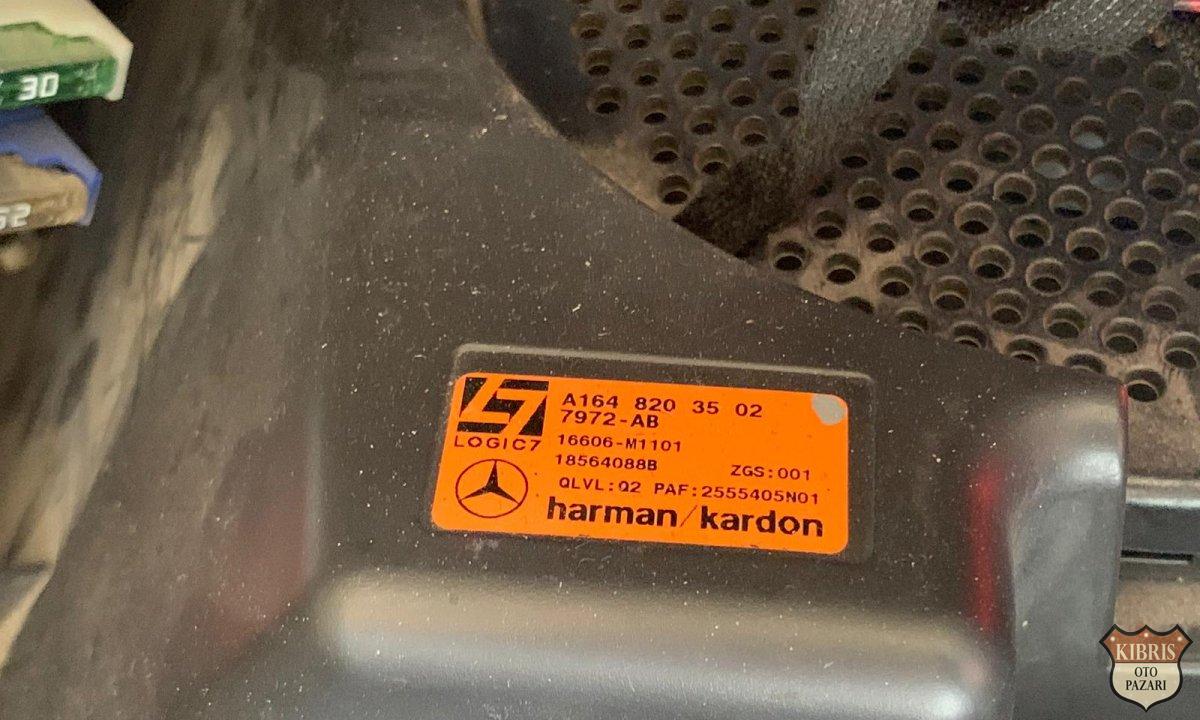 30
52
A164 820 35 02
7972-AB
LOGIC7
16606-M1101
18564088B ZGS:001
QLVL:Q2 PAF:2555405N01
harman/kardon
KIBRIS
OTO
PAZARI